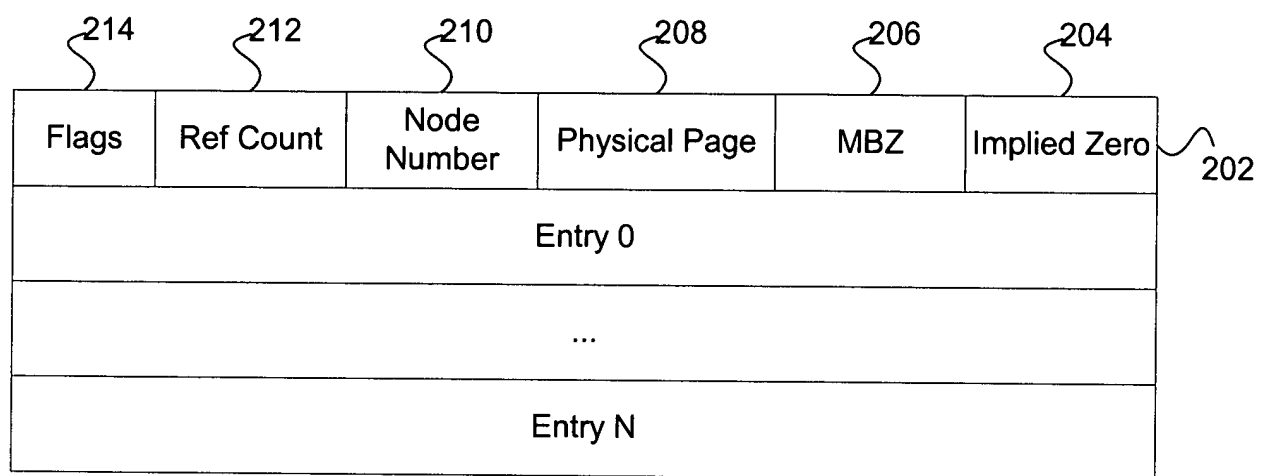 214 212 210 208 206 204
Flags Ref Count Node Number Physical Page MBZ Implied Zero
202
Entry 0
...
Entry N